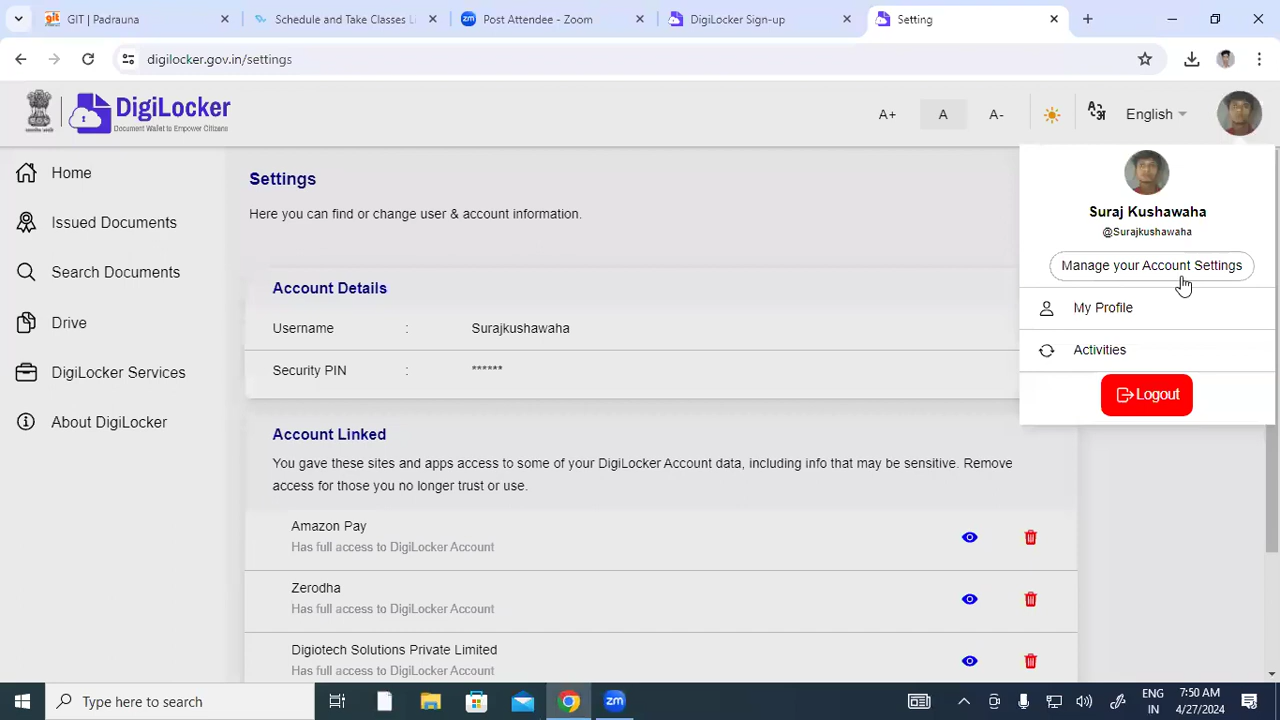 GIT | Padrauna
Schedule and Take Classes Li
zm Post Attendee - Zoom
DigiLocker Sign-up
Setting
digilocker.gov.in/settings
DigiLocker
Document Wallet to Empower Citizens
A+ A A- English
Home
Issued Documents
Search Documents
Drive
DigiLocker Services
About DigiLocker
Settings
Here you can find or change user & account information.
Account Details
Username : Surajkushawaha
Security PIN : ******
Account Linked
You gave these sites and apps access to some of your DigiLocker Account data, including info that may be sensitive. Remove
access for those you no longer trust or use.
Amazon Pay
Has full access to DigiLocker Account
Zerodha
Has full access to DigiLocker Account
Digiotech Solutions Private Limited
Has full access to DigiLocker Account
Suraj Kushawaha
@Surajkushawaha
Manage your Account Settings
My Profile
Activities
Logout
Type here to search
zm
ENG
IN
7:50 AM
4/27/2024